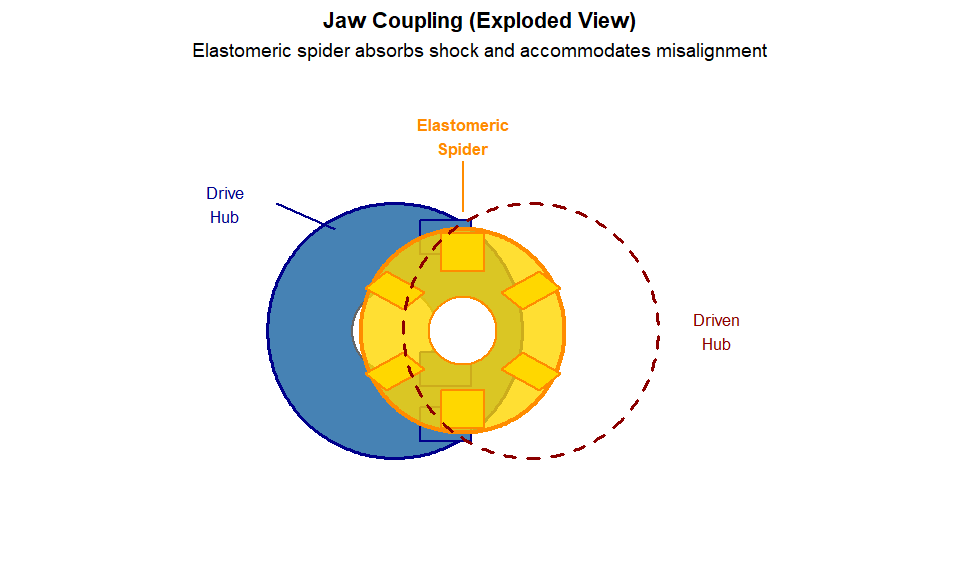 Jaw Coupling (Exploded View)
Elastomeric spider absorbs shock and accommodates misalignment
Elastomeric
Spider
Drive
Hub
Driven
Hub